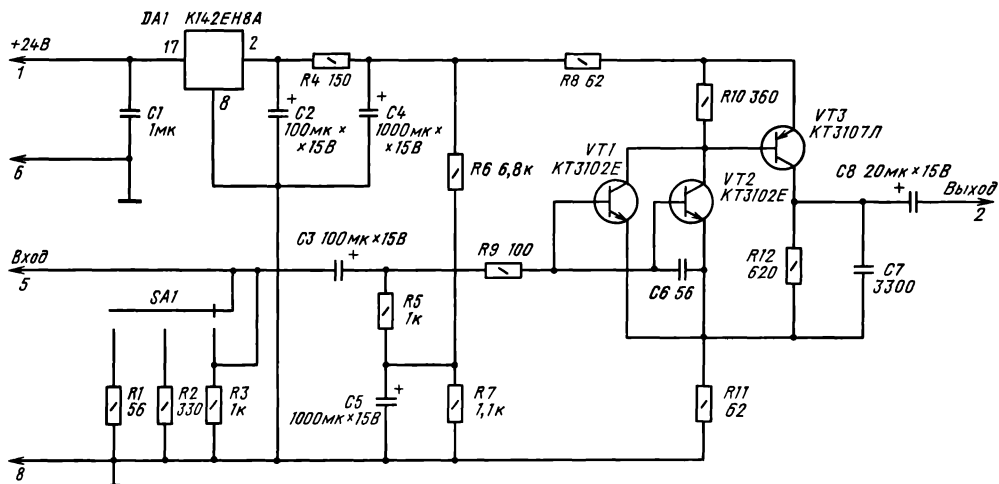 DA1 К142ЕН8А
+24В
1
17
2
8
R4 150
R8 62
C1
1мк
+
C2
100мк×
×15В
+
C4
1000мк×
×15В
6
R6 6,8к
R10 360
VT1
КТ3102Е
VT2
КТ3102Е
VT3
КТ3107Л
C8 20мк×15В
+
Выход
2
Вход
5
C3 100мк×15В
+
R9 100
C6 56
R12
620
C7
3300
SA1
R5
1к
R1
56
R2
330
R3
1к
C5
1000мк×15В
+
R7
1,1к
R11
62
8